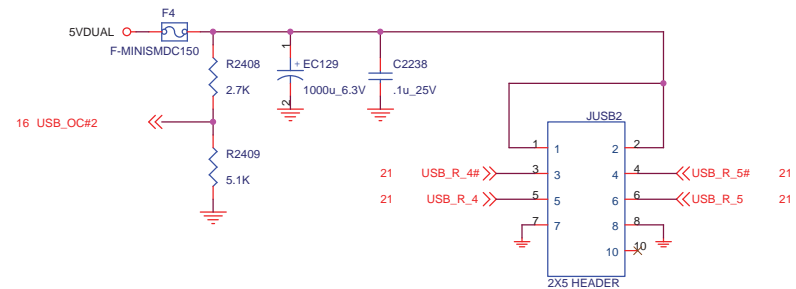 F4
5VDUAL
F-MINISMDC150
R2408
2.7K
1
+
EC129
2
1000u_6.3V
C2238
.1u_25V
16 USB_OC#2
R2409
5.1K
JUSB2
1 1 2 2
21 USB_R_4# 3 3 4 4 USB_R_5# 21
21 USB_R_4 5 5 6 6 USB_R_5 21
7 7 8 8
10 10
2X5 HEADER